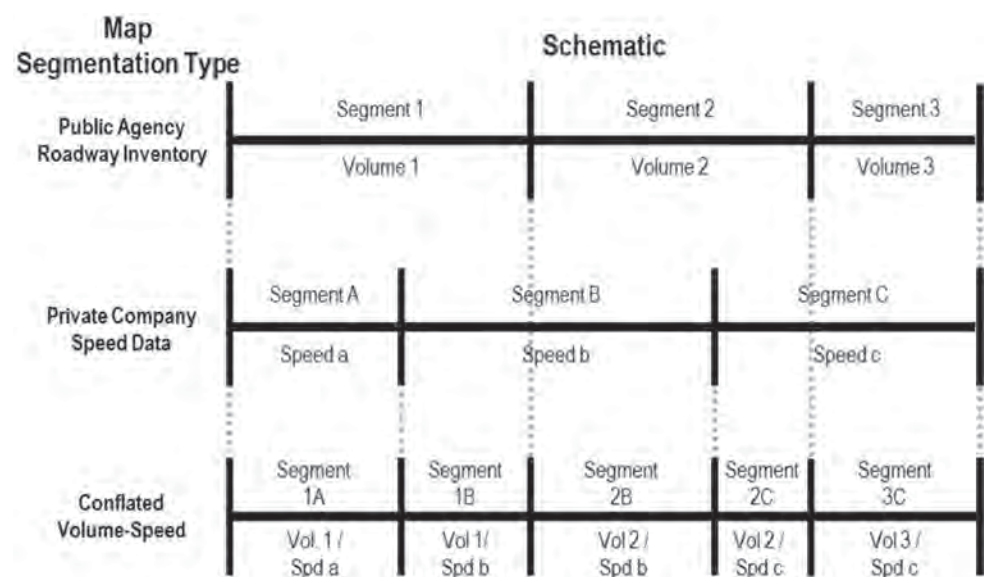 Map
Segmentation Type
Schematic
Public Agency
Roadway Inventory
Segment 1
Segment 2
Segment 3
Volume 1
Volume 2
Volume 3
Private Company
Speed Data
Segment A
Segment B
Segment C
Speed a
Speed b
Speed c
Conflated
Volume-Speed
Segment
1A
Segment
1B
Segment
2B
Segment
2C
Segment
3C
Vol. 1 /
Spd a
Vol 1/
Spd b
Vol 2 /
Spd b
Vol 2 /
Spd c
Vol 3 /
Spd c